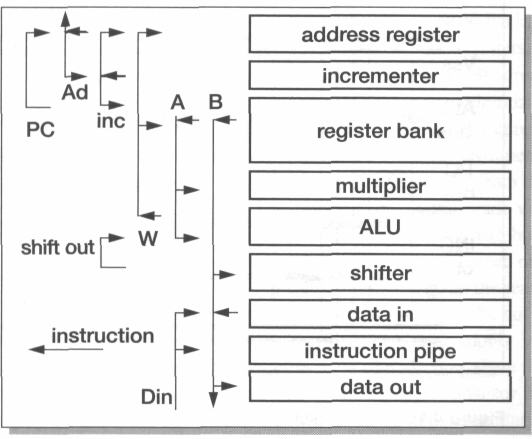 address register
Ad
incrementer
PC
inc
A
B
register bank
multiplier
W
ALU
shift out
shifter
data in
instruction
instruction pipe
Din
data out